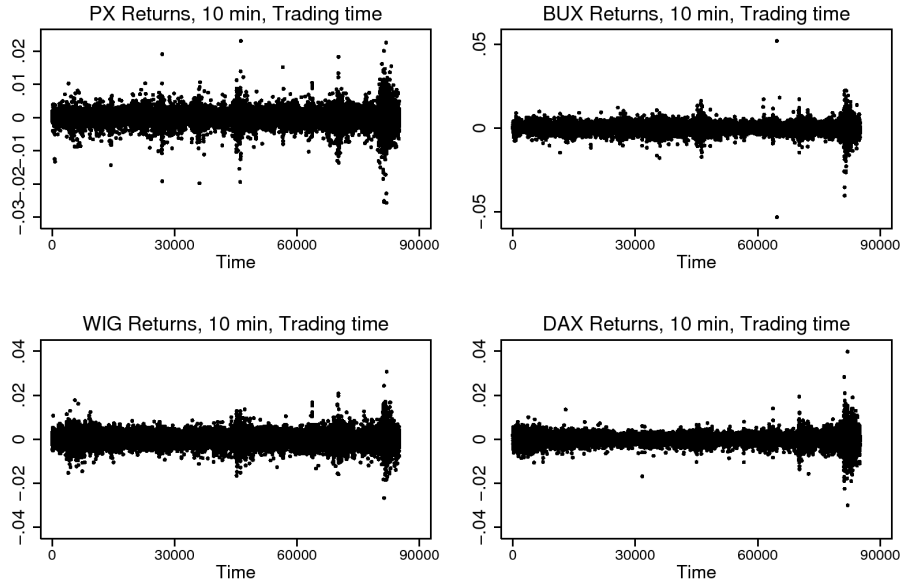 PX Returns, 10 min, Trading time
.02
.01
0
-.01
-.02
-.03
0 30000 60000 90000
Time
BUX Returns, 10 min, Trading time
.05
0
-.05
0 30000 60000 90000
Time
WIG Returns, 10 min, Trading time
.04
.02
0
-.02
-.04
0 30000 60000 90000
Time
DAX Returns, 10 min, Trading time
.04
.02
0
-.02
-.04
0 30000 60000 90000
Time